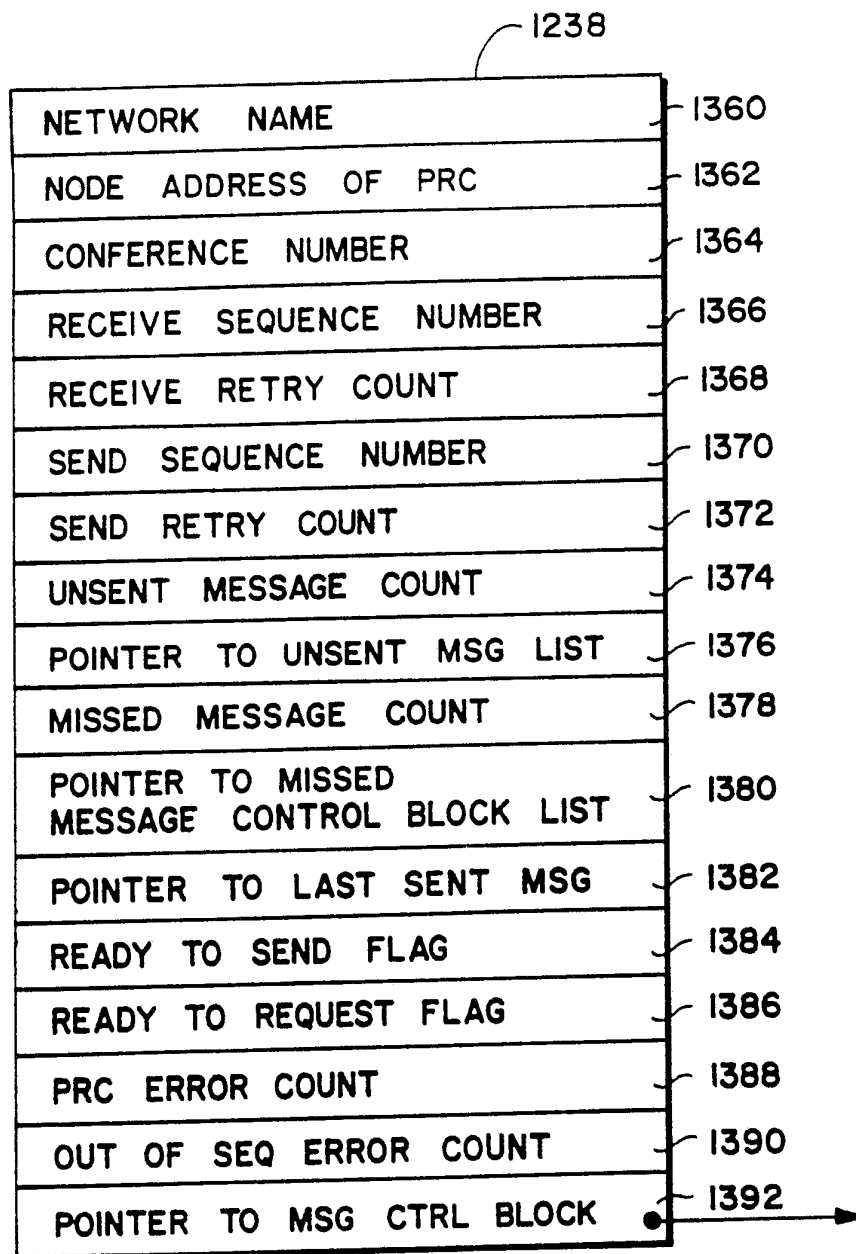 1238
NETWORK NAME 1360
NODE ADDRESS OF PRC 1362
CONFERENCE NUMBER 1364
RECEIVE SEQUENCE NUMBER 1366
RECEIVE RETRY COUNT 1368
SEND SEQUENCE NUMBER 1370
SEND RETRY COUNT 1372
UNSENT MESSAGE COUNT 1374
POINTER TO UNSENT MSG LIST 1376
MISSED MESSAGE COUNT 1378
POINTER TO MISSED
MESSAGE CONTROL BLOCK LIST 1380
POINTER TO LAST SENT MSG 1382
READY TO SEND FLAG 1384
READY TO REQUEST FLAG 1386
PRC ERROR COUNT 1388
OUT OF SEQ ERROR COUNT 1390
POINTER TO MSG CTRL BLOCK 1392